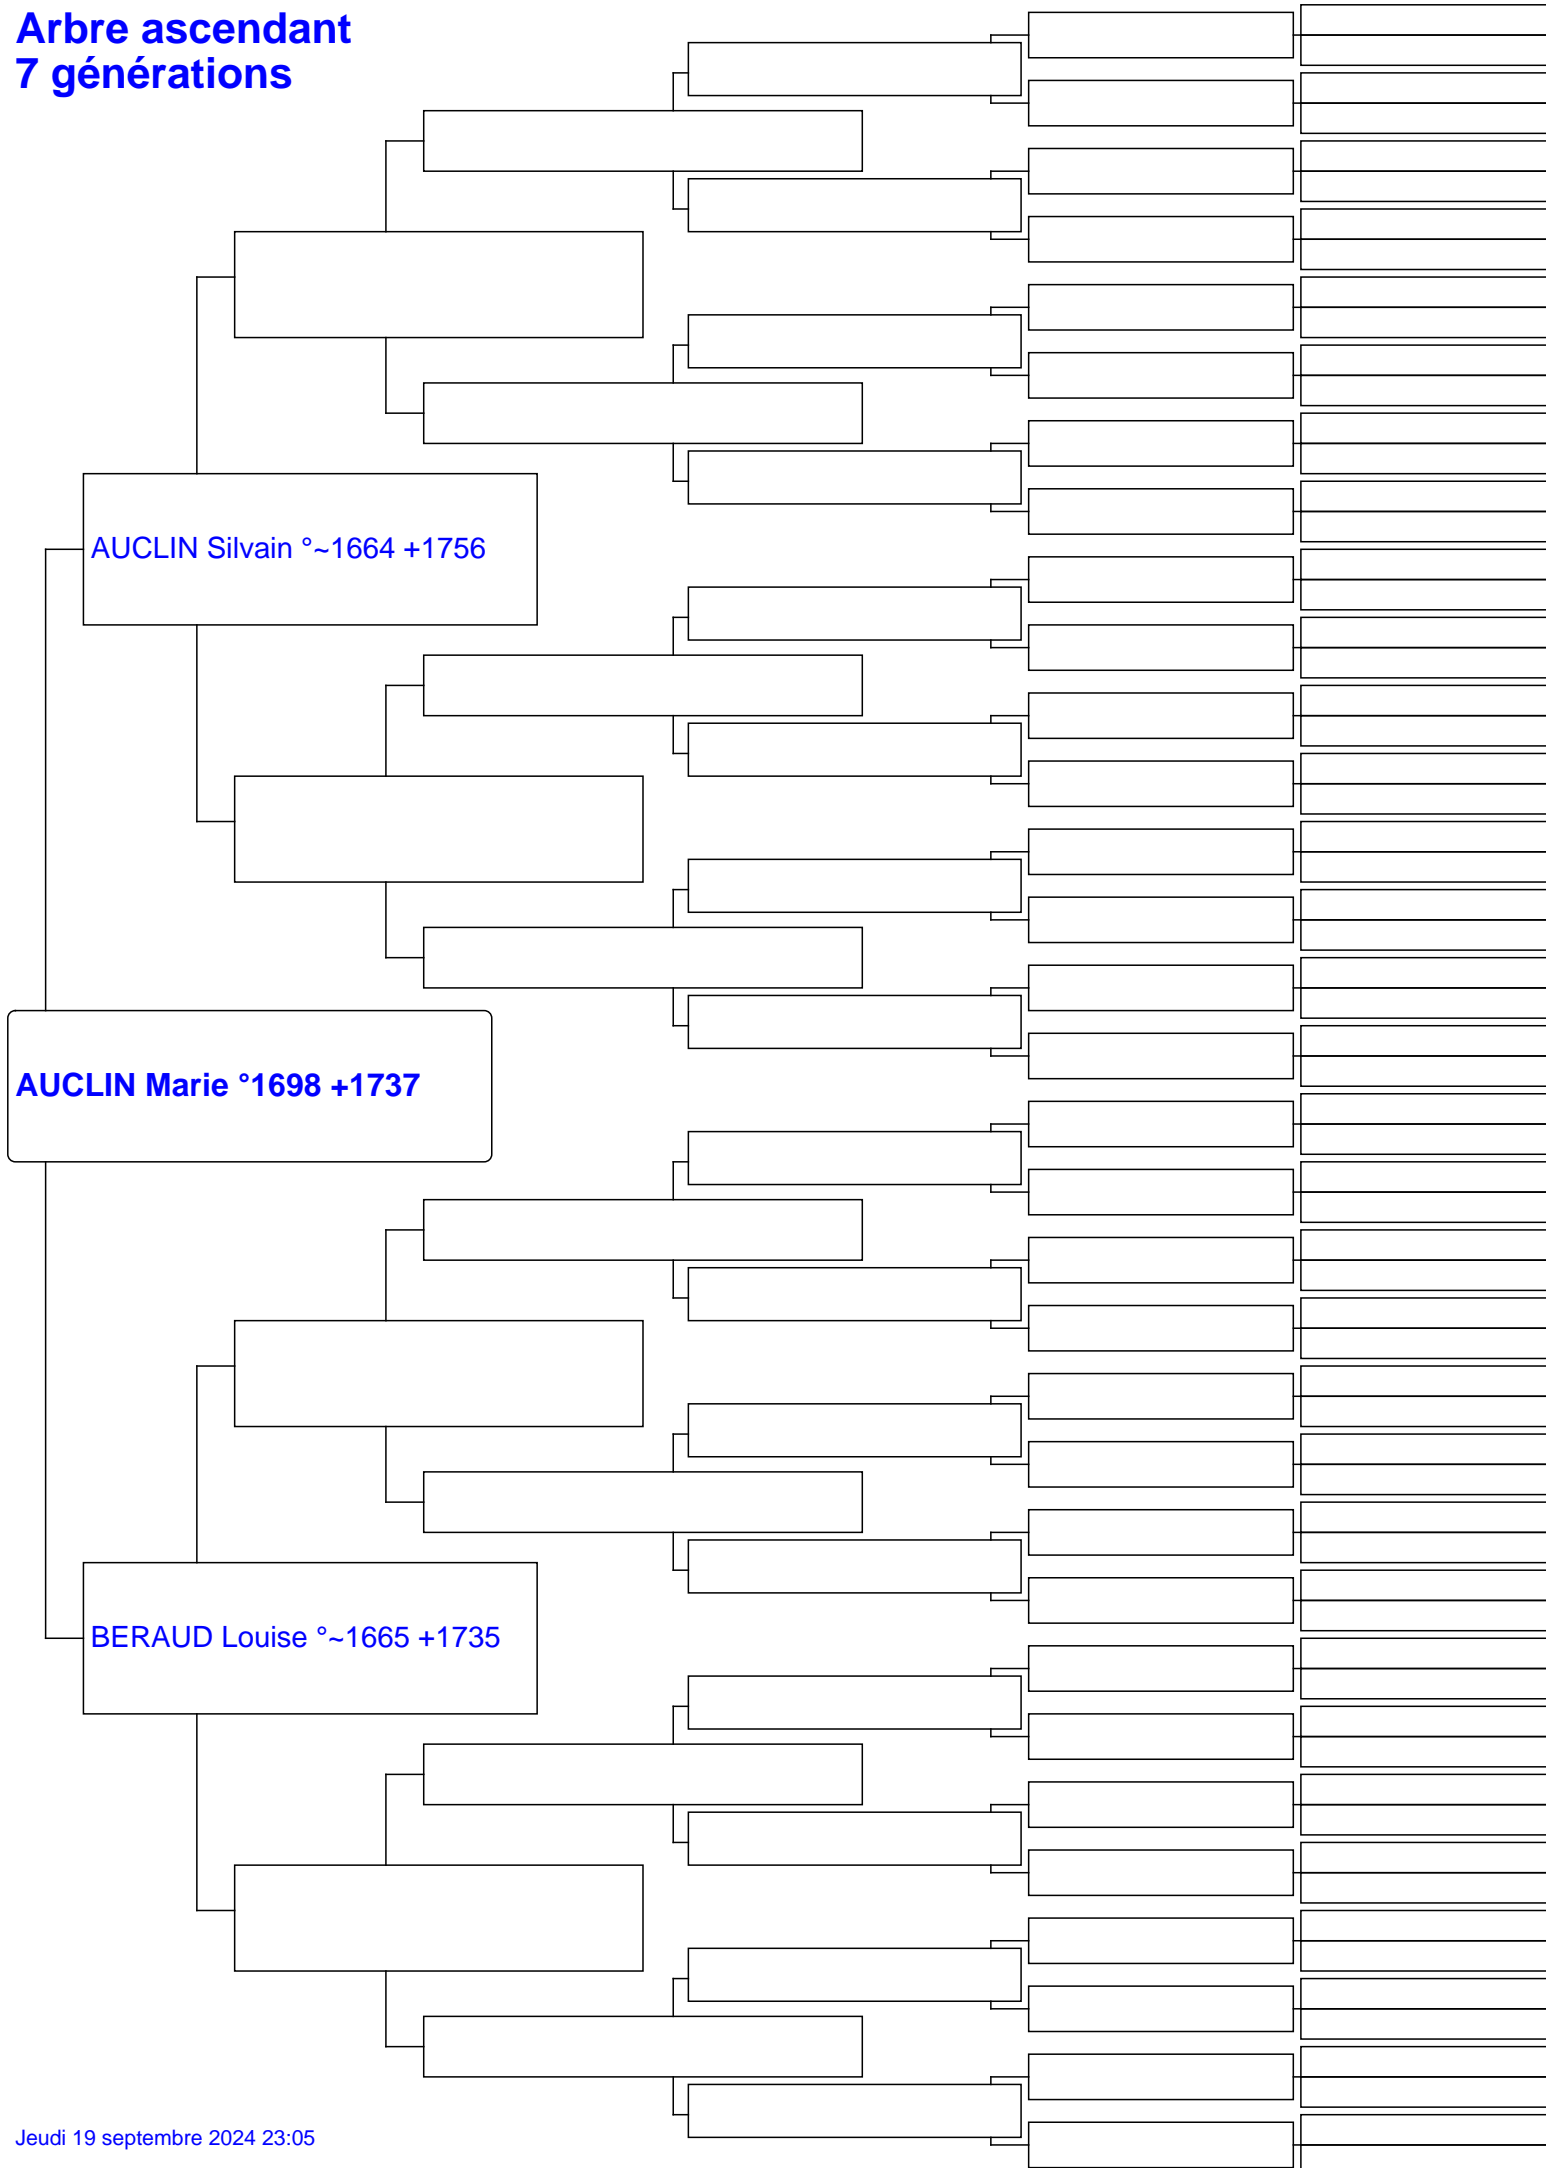 Arbre ascendant
7 générations
AUCLIN Silvain °~1664 +1756
AUCLIN Marie °1698 +1737
BERAUD Louise °~1665 +1735
Jeudi 19 septembre 2024 23:05